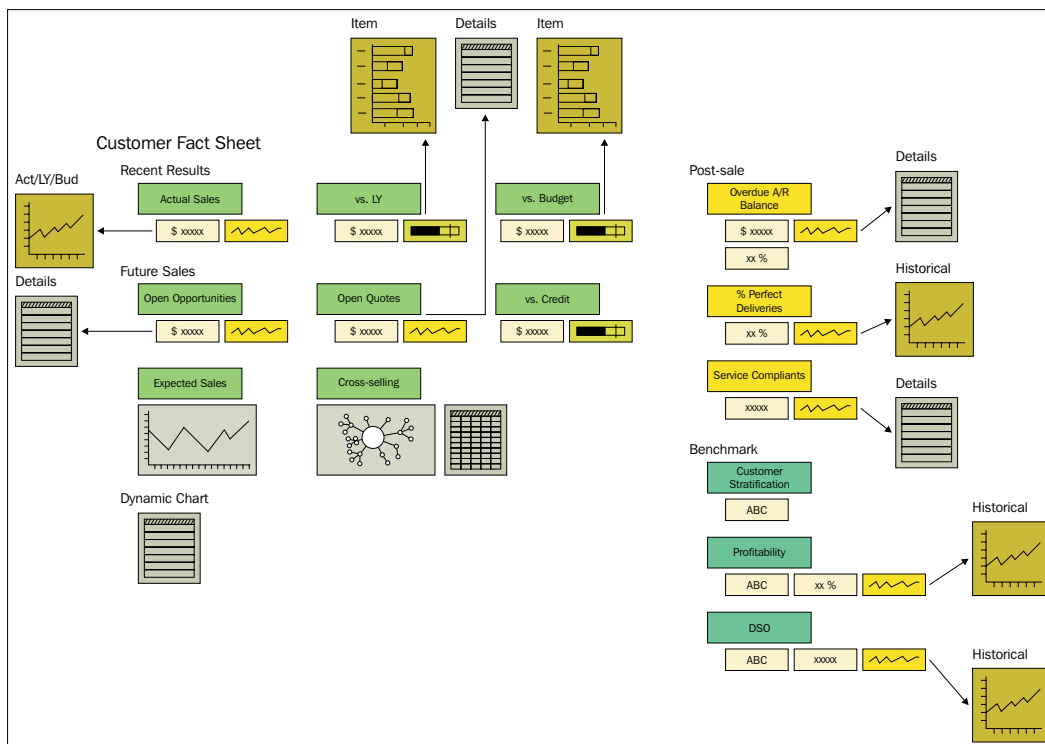 Item
Details
Item
Customer Fact Sheet
Act/LY/Bud
Recent Results
Actual Sales
$ xxxxx
vs. LY
$ xxxxx
vs. Budget
$ xxxxx
Details
Future Sales
Open Opportunities
$ xxxxx
Open Quotes
$ xxxxx
vs. Credit
$ xxxxx
Expected Sales
Cross-selling
Dynamic Chart
Post-sale
Overdue A/R
Balance
$ xxxxx
xx %
Details
% Perfect
Deliveries
xx %
Historical
Service Compliants
xxxxx
Details
Benchmark
Customer
Stratification
ABC
Profitability
ABC
xx %
Historical
DSO
ABC
xxxxx
Historical